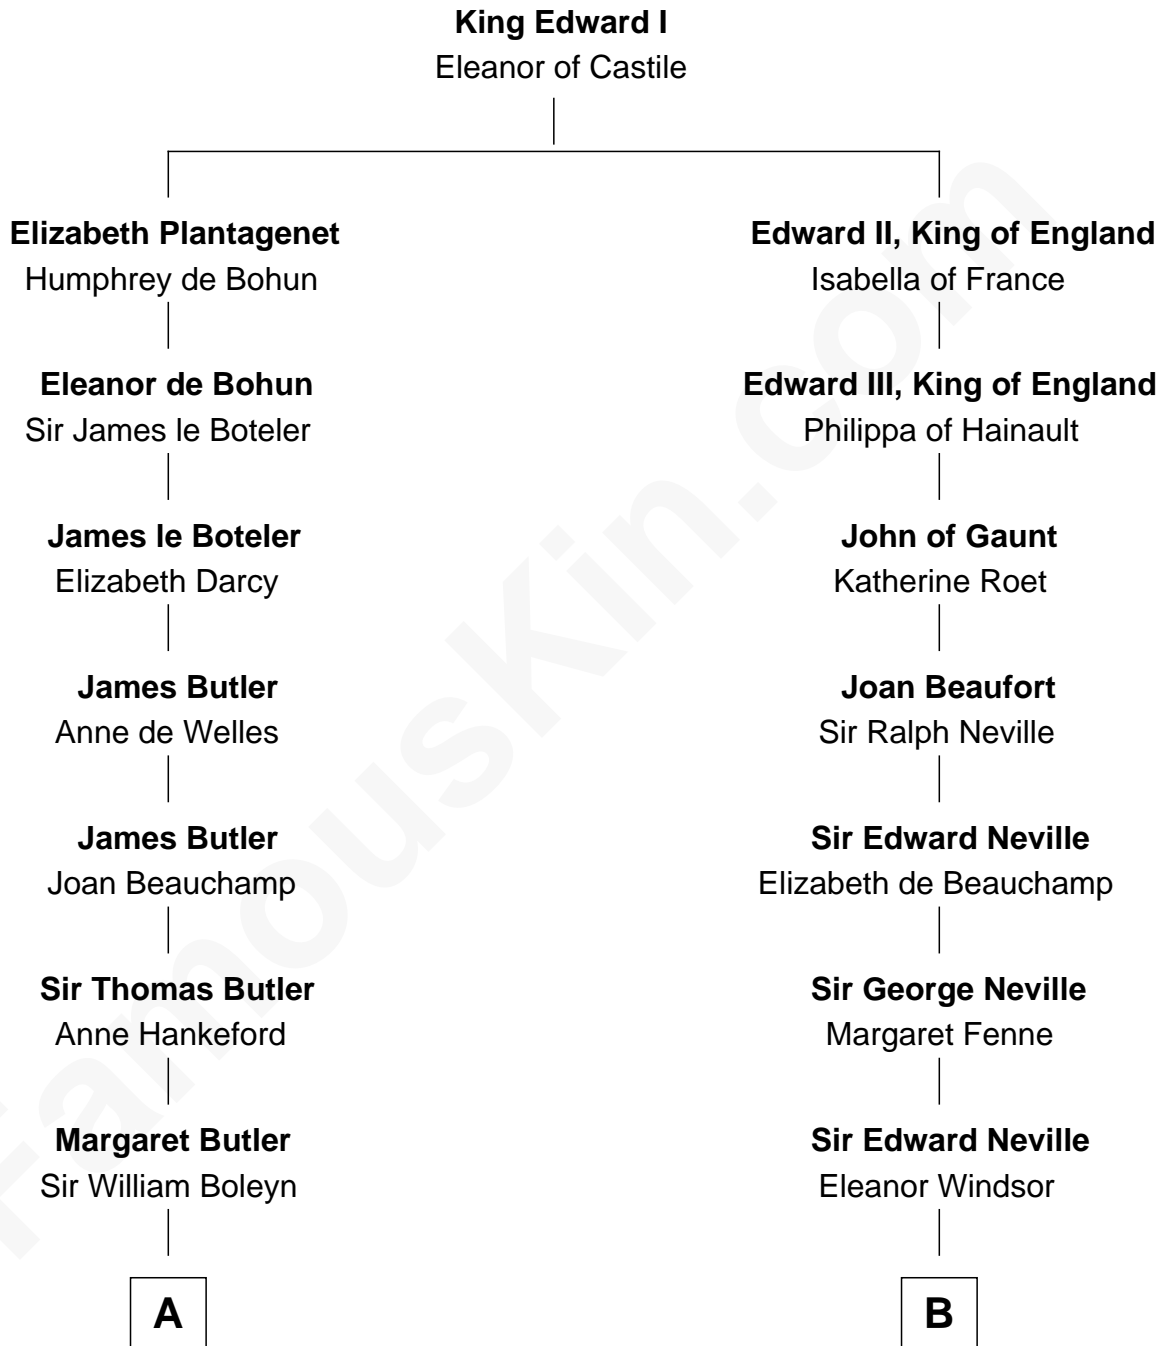 King Edward I
Eleanor of Castile
Elizabeth Plantagenet
Humphrey de Bohun
Edward II, King of England
Isabella of France
Eleanor de Bohun
Sir James le Boteler
Edward III, King of England
Philippa of Hainault
James le Boteler
Elizabeth Darcy
John of Gaunt
Katherine Roet
James Butler
Anne de Welles
Joan Beaufort
Sir Ralph Neville
James Butler
Joan Beauchamp
Sir Edward Neville
Elizabeth de Beauchamp
Sir Thomas Butler
Anne Hankeford
Sir George Neville
Margaret Fenne
Margaret Butler
Sir William Boleyn
Sir Edward Neville
Eleanor Windsor
A
B
FamousKin.com